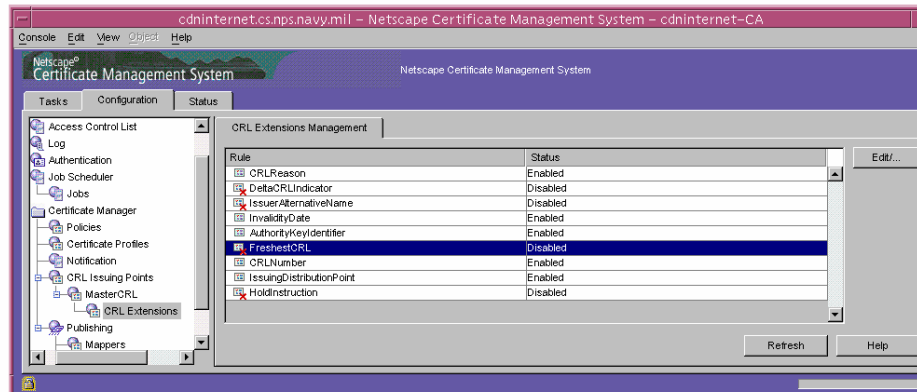 cdninternet.cs.nps.navy.mil – Netscape Certificate Management System – cdninternet–CA
Console Edit View Object Help
Netscape®
Certificate Management System
Netscape Certificate Management System
Tasks Configuration Status
Access Control List
Log
Authentication
Job Scheduler
Jobs
Certificate Manager
Policies
Certificate Profiles
Notification
CRL Issuing Points
MasterCRL
CRL Extensions
Publishing
Mappers
CRL Extensions Management
Rule Status
CRLReason Enabled
DeltaCRLIndicator Disabled
IssuerAlternativeName Disabled
InvalidityDate Enabled
AuthorityKeyIdentifier Enabled
FreshestCRL Disabled
CRLNumber Enabled
IssuingDistributionPoint Enabled
HoldInstruction Disabled
Edit/...
Refresh Help